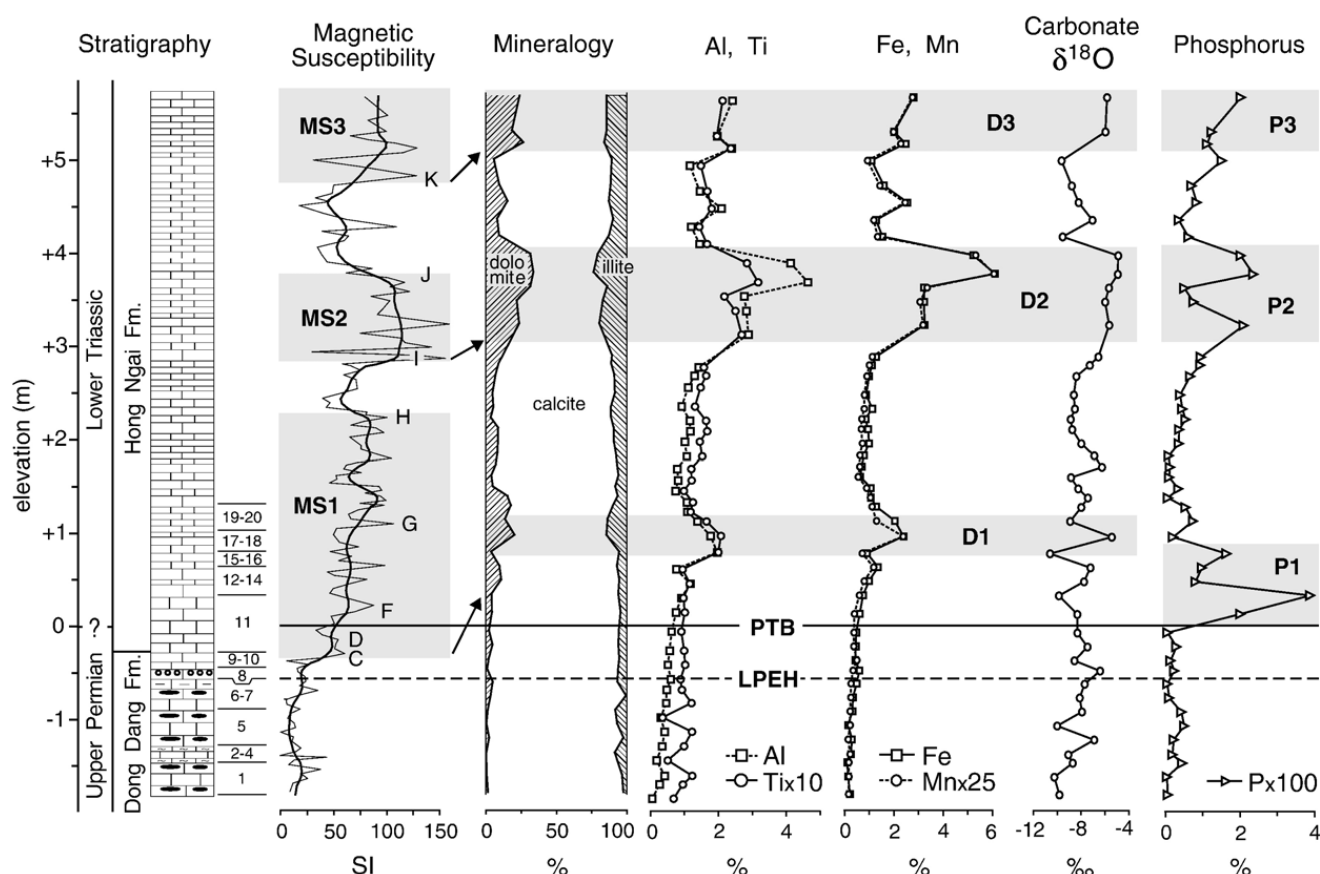 Stratigraphy
Magnetic
Susceptibility
Mineralogy
Al, Ti
Fe, Mn
Carbonate
δ18O
Phosphorus
elevation (m)
+5
+4
+3
+2
+1
0
-1
Lower Triassic
?
Upper Permian
Hong Ngai Fm.
Dong Dang Fm.
19-20
17-18
15-16
12-14
11
9-10
8
6-7
5
2-4
1
MS3
MS2
MS1
K
J
I
H
G
F
D
C
dolo
mite
illite
calcite
D3
D2
D1
P3
P2
P1
PTB
LPEH
Al
Tix10
Fe
Mnx25
Px100
0 50 100 150
SI
0 50 100
%
0 2 4
%
0 2 4 6
%
-12 -8 -4
‰
0 2 4
%